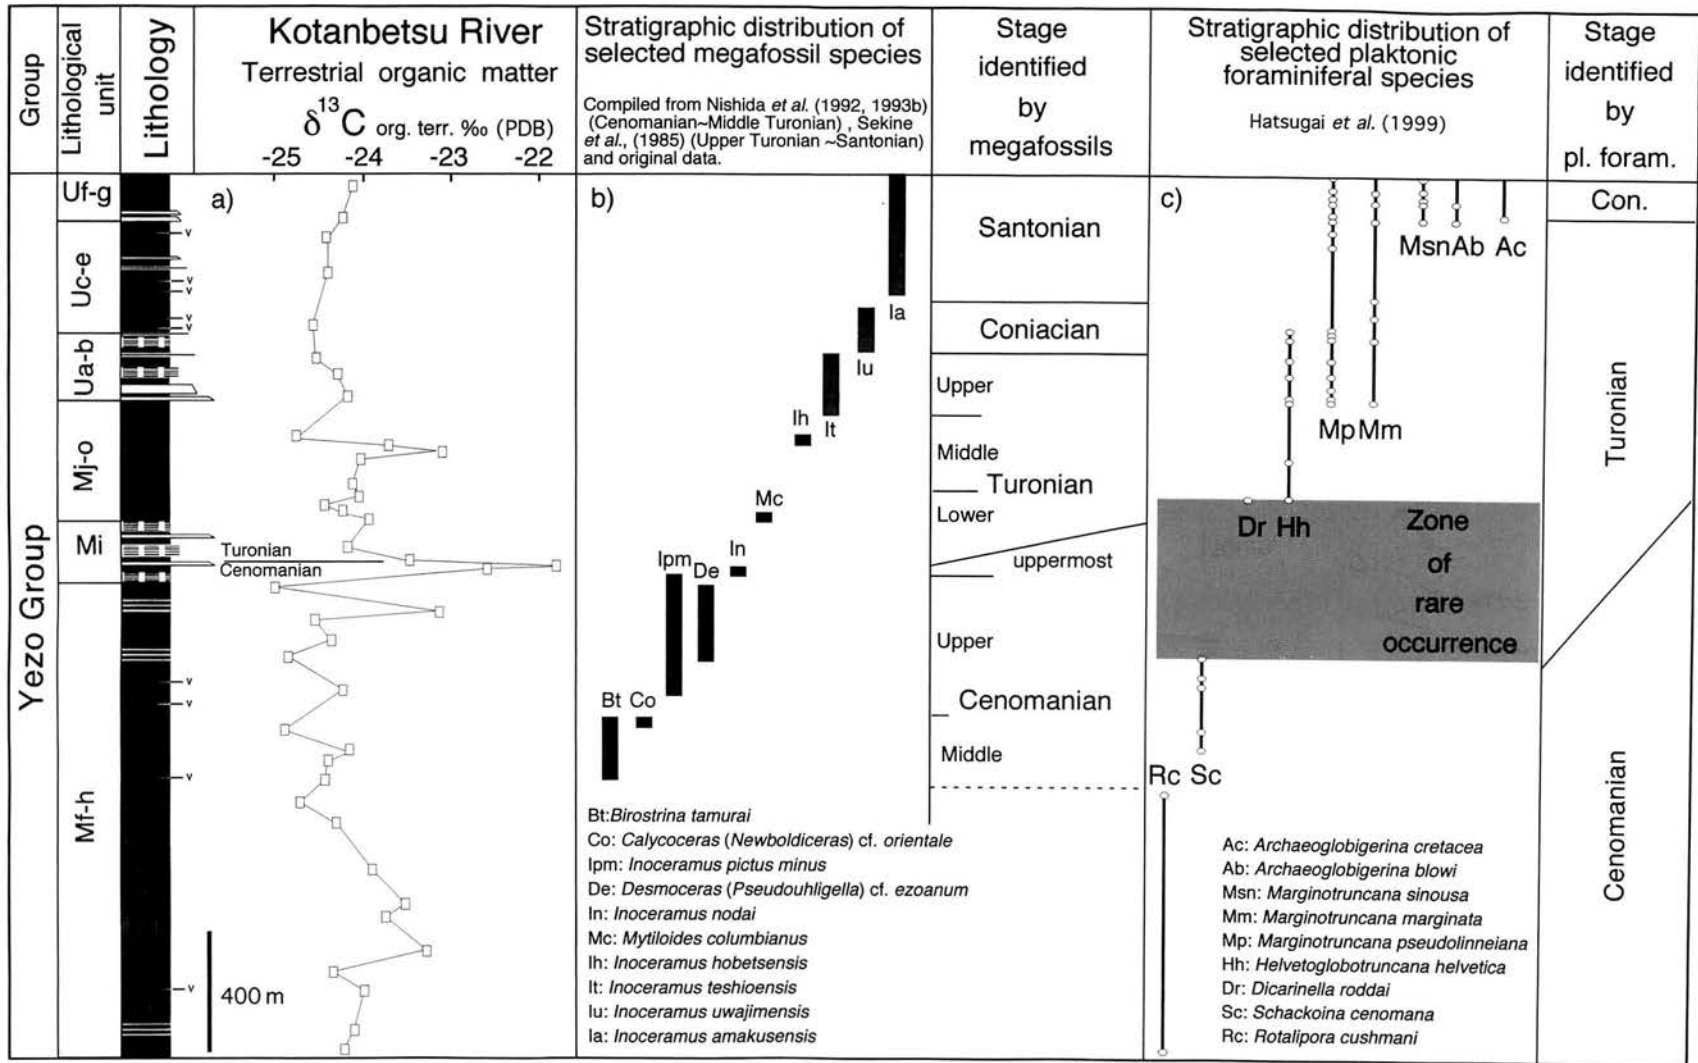 Group
Lithological
unit
Lithology
Kotanbetsu River
Terrestrial organic matter
δ13C org. terr. ‰ (PDB)
-25 -24 -23 -22
Stratigraphic distribution of
selected megafossil species
Compiled from Nishida et al. (1992, 1993b)
(Cenomanian~Middle Turonian) , Sekine
et al., (1985) (Upper Turonian ~Santonian)
and original data.
Stage
identified
by
megafossils
Stratigraphic distribution of
selected plaktonic
foraminiferal species
Hatsugai et al. (1999)
Stage
identified
by
pl. foram.
Yezo Group
Uf-g
Uc-e
Ua-b
Mj-o
Mi
Mf-h
v
v
v
v
v
v
v
v
v
400 m
a)
Turonian
Cenomanian
b)
Ia
Iu
It
Ih
Mc
In
Ipm
De
Bt
Co
Bt:Birostrina tamurai
Co: Calycoceras (Newboldiceras) cf. orientale
Ipm: Inoceramus pictus minus
De: Desmoceras (Pseudouhligella) cf. ezoanum
In: Inoceramus nodai
Mc: Mytiloides columbianus
Ih: Inoceramus hobetsensis
It: Inoceramus teshioensis
Iu: Inoceramus uwajimensis
Ia: Inoceramus amakusensis
Santonian
Coniacian
Upper
Middle
Turonian
Lower
uppermost
Upper
Cenomanian
Middle
c)
Msn Ab Ac
Mp Mm
Dr Hh
Zone
of
rare
occurrence
Rc Sc
Ac: Archaeoglobigerina cretacea
Ab: Archaeoglobigerina blowi
Msn: Marginotruncana sinousa
Mm: Marginotruncana marginata
Mp: Marginotruncana pseudolinneiana
Hh: Helvetoglobotruncana helvetica
Dr: Dicarinella roddai
Sc: Schackoina cenomana
Rc: Rotalipora cushmani
Con.
Turonian
Cenomanian